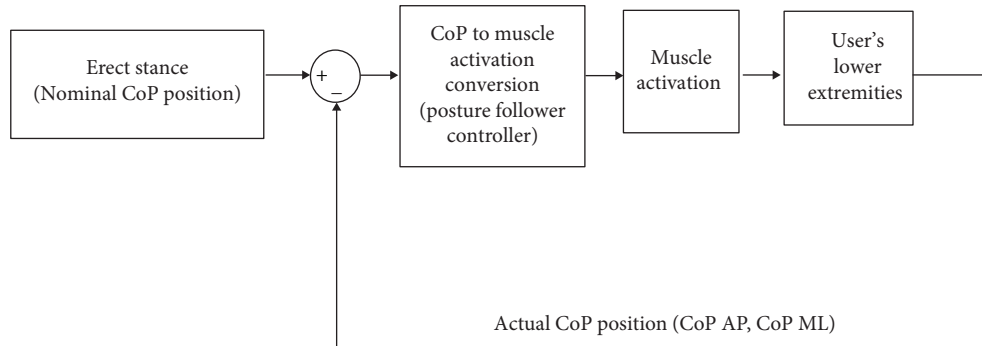 Erect stance
(Nominal CoP position)
+
−
CoP to muscle
activation
conversion
(posture follower
controller)
Muscle
activation
User's
lower
extremities
Actual CoP position (CoP AP, CoP ML)